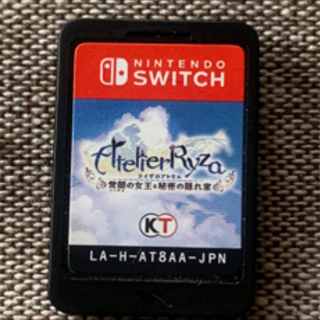 NINTENDO
SWITCH
Atelier Ryza
ライザのアトリエ
常闇の女王と秘密の隠れ家
KT
LA-H-AT8AA-JPN